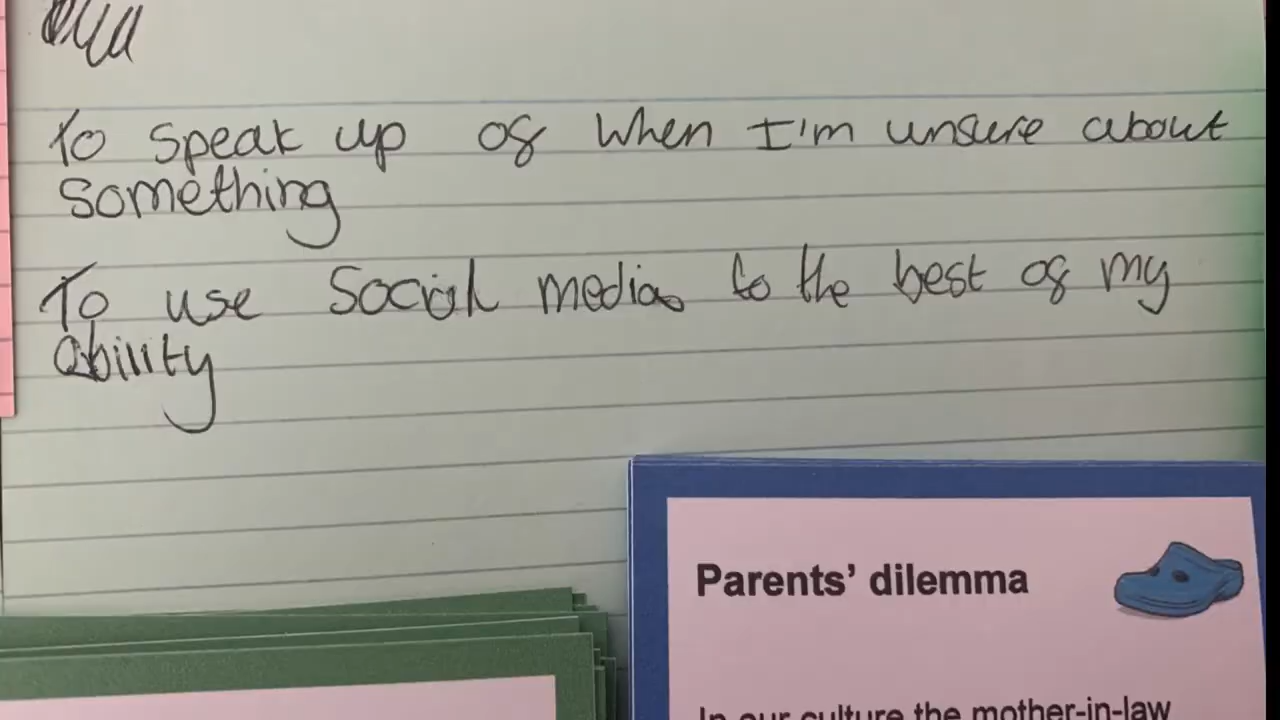 To speak up of when I'm unsure about
something
To use Social media to the best of my
ability
Parents' dilemma
In our culture the mother-in-law